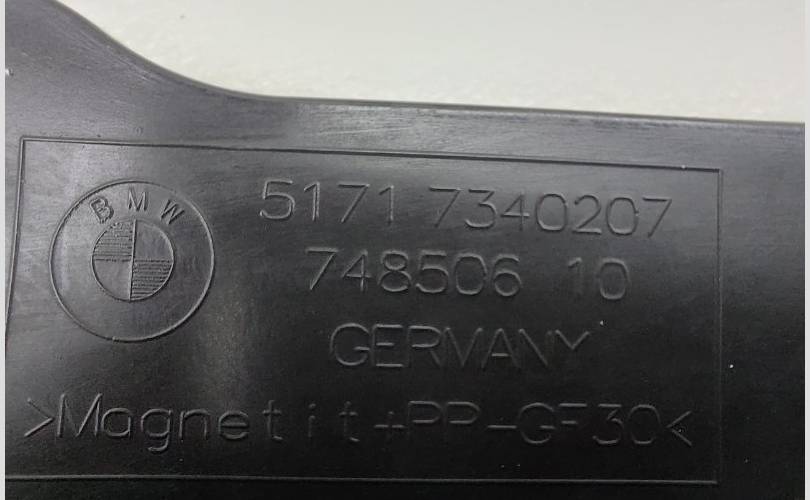 BMW
5171 7340207
748506 10
GERMANY
>Magnetit+PP-GF30<